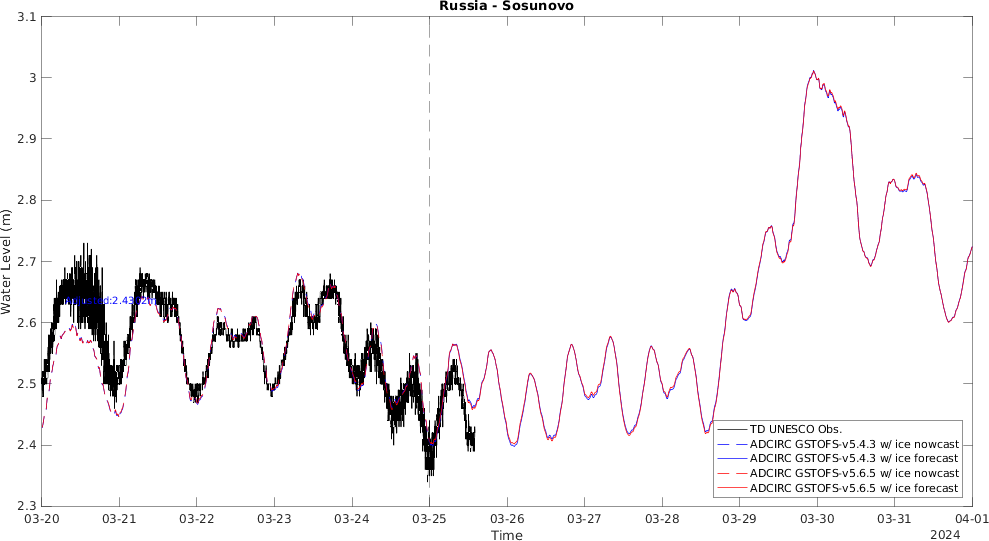 Russia - Sosunovo
3.1
3
2.9
2.8
2.7
2.6
2.5
2.4
2.3
Water Level (m)
TD UNESCO Obs.
ADCIRC GSTOFS-v5.4.3 w/ ice nowcast
ADCIRC GSTOFS-v5.4.3 w/ ice forecast
ADCIRC GSTOFS-v5.6.5 w/ ice nowcast
ADCIRC GSTOFS-v5.6.5 w/ ice forecast
03-20 03-21 03-22 03-23 03-24 03-25 03-26 03-27 03-28 03-29 03-30 03-31 04-01
Time
2024